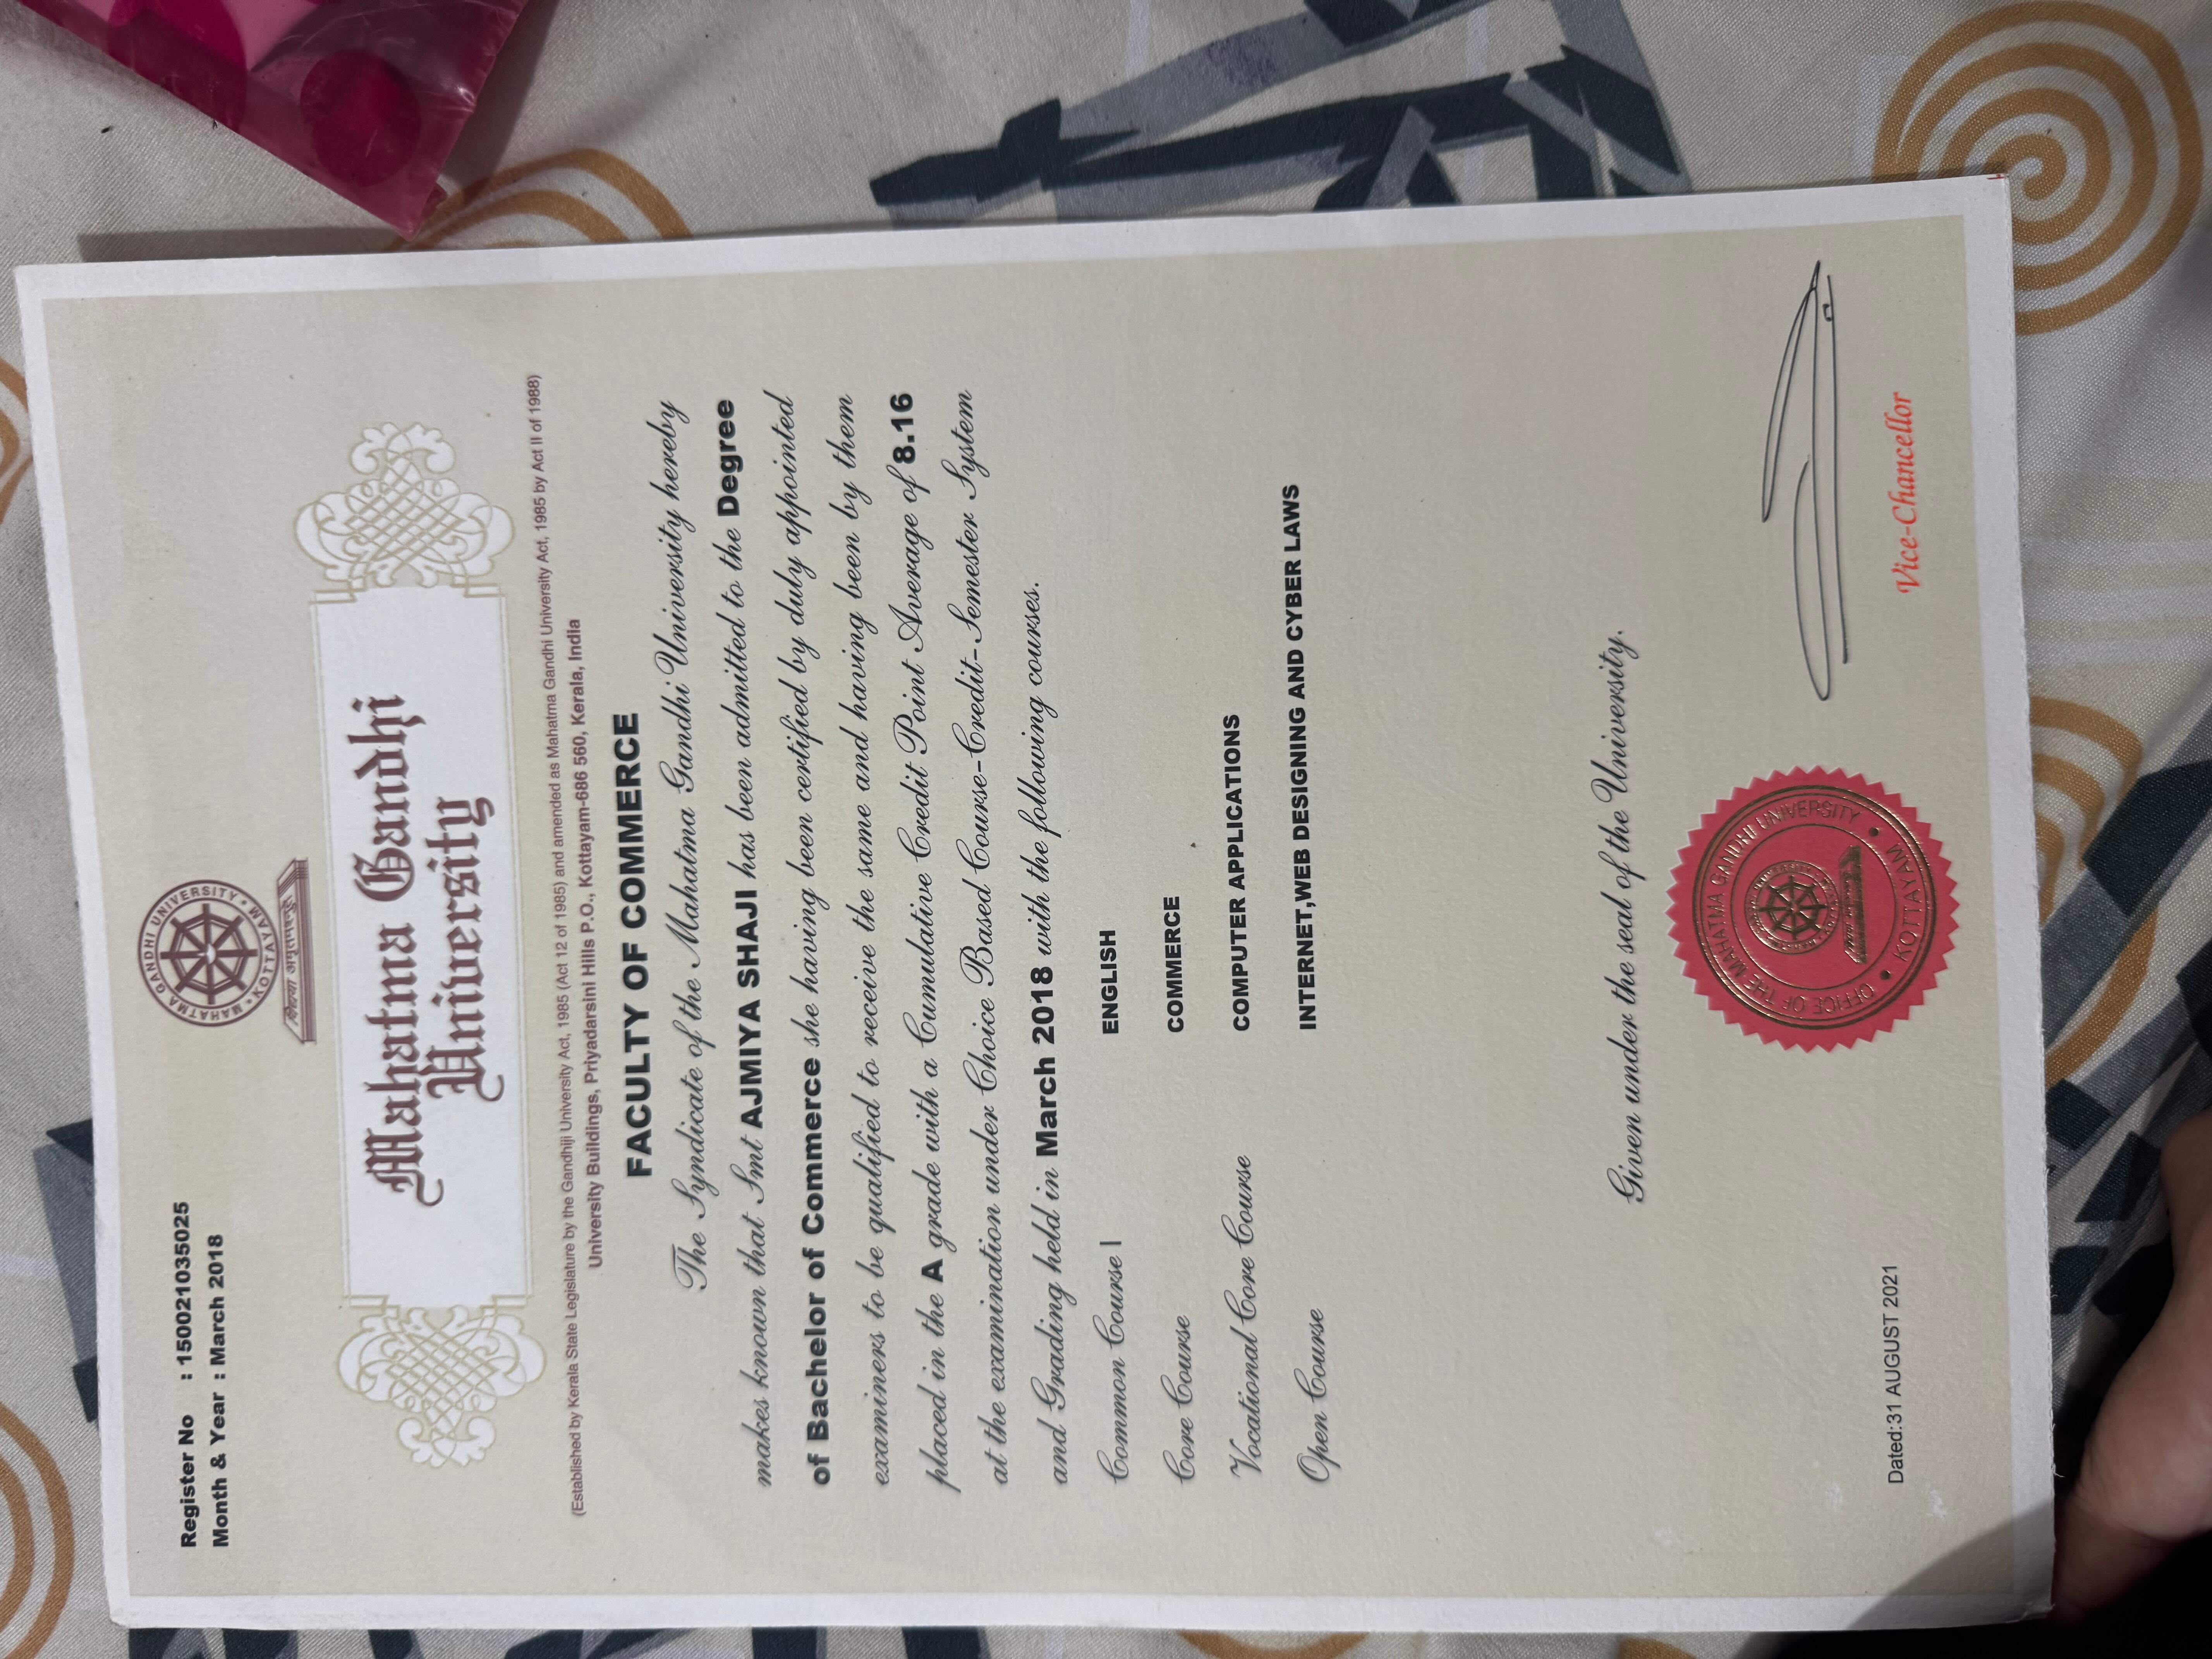 Register No : 150021035025
Month & Year : March 2018
MAHATMA GANDHI UNIVERSITY • KOTTAYAM •
विद्यया अमृतमश्नुते
Mahatma Gandhi
University
(Established by Kerala State Legislature by the Gandhiji University Act, 1985 (Act 12 of 1985) and amended as Mahatma Gandhi University Act, 1985 by Act II of 1988)
University Buildings, Priyadarsini Hills P.O., Kottayam-686 560, Kerala, India
FACULTY OF COMMERCE
The Syndicate of the Mahatma Gandhi University hereby
makes known that Smt AJMIYA SHAJI has been admitted to the Degree
of Bachelor of Commerce she having been certified by duly appointed
examiners to be qualified to receive the same and having been by them
placed in the A grade with a Cumulative Credit Point Average of 8.16
at the examination under Choice Based Course-Credit-Semester System
and Grading held in March 2018 with the following courses.
Common Course I ENGLISH
Core Course COMMERCE
Vocational Core Course COMPUTER APPLICATIONS
Open Course INTERNET,WEB DESIGNING AND CYBER LAWS
Given under the seal of the University.
OFFICE OF THE MAHATMA GANDHI UNIVERSITY • KOTTAYAM •
Dated:31 AUGUST 2021
Vice-Chancellor